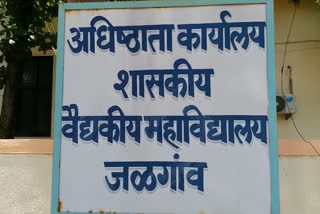 अधिष्ठाता कार्यालय
शासकीय
वैद्यकीय महाविद्यालय
जळगांव